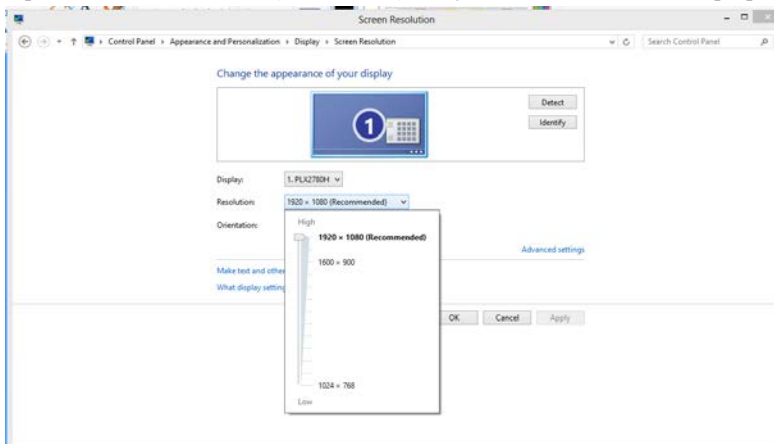 Screen Resolution
Control Panel › Appearance and Personalization › Display › Screen Resolution
Search Control Panel
Change the appearance of your display
1
Detect
Identify
Display: 1. PLX2780H
Resolution: 1920 × 1080 (Recommended)
Orientation:
High
1920 × 1080 (Recommended)
Advanced settings
1600 × 900
Make text and other
What display setting
OK Cancel Apply
1024 × 768
Low